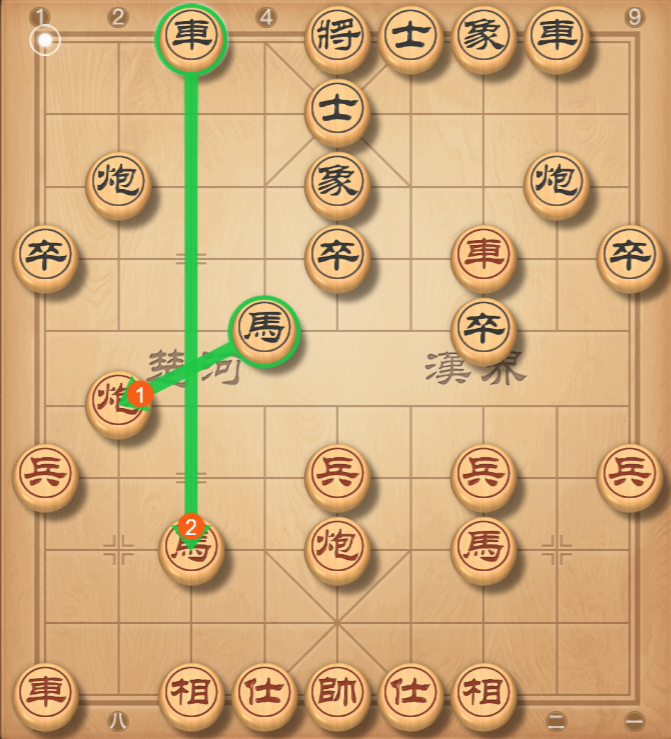 1 2 4 9
車 將 士 象 車
士
炮 象 炮
卒 卒 車 卒
馬 卒
楚河 漢界
炮 1
兵 兵 兵 兵
2
馬 炮 馬
車 相 仕 帥 仕 相
八 二 一